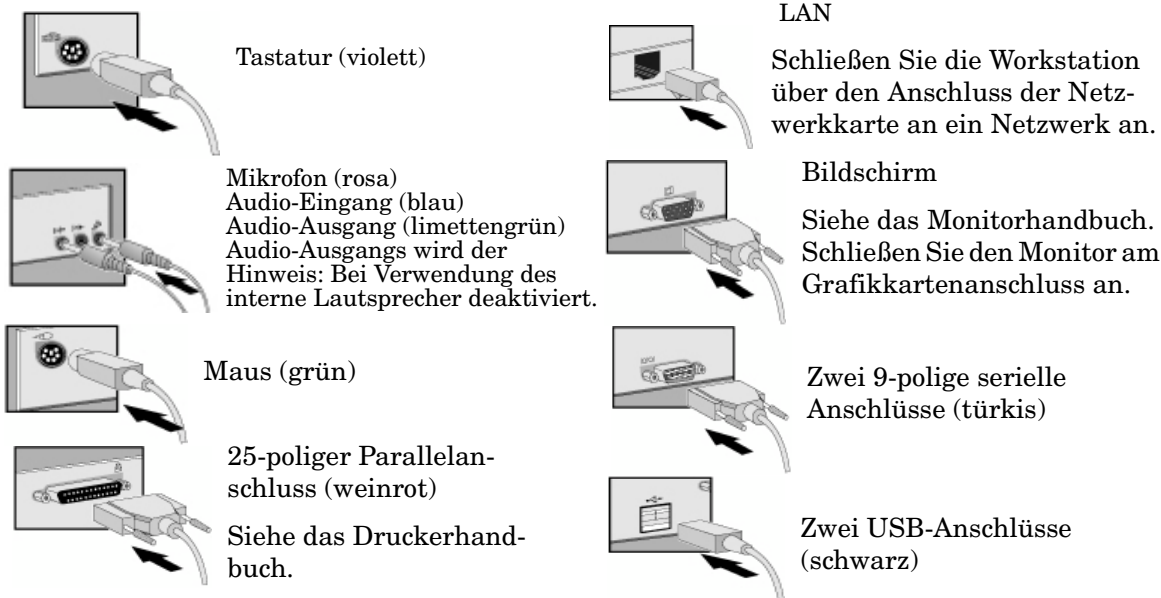 Tastatur (violett)
Mikrofon (rosa)
Audio-Eingang (blau)
Audio-Ausgang (limettengrün)
Audio-Ausgangs wird der
Hinweis: Bei Verwendung des
interne Lautsprecher deaktiviert.
Maus (grün)
25-poliger Parallelan-
schluss (weinrot)
Siehe das Druckerhand-
buch.
LAN
Schließen Sie die Workstation
über den Anschluss der Netz-
werkkarte an ein Netzwerk an.
Bildschirm
Siehe das Monitorhandbuch.
Schließen Sie den Monitor am
Grafikkartenanschluss an.
Zwei 9-polige serielle
Anschlüsse (türkis)
Zwei USB-Anschlüsse
(schwarz)